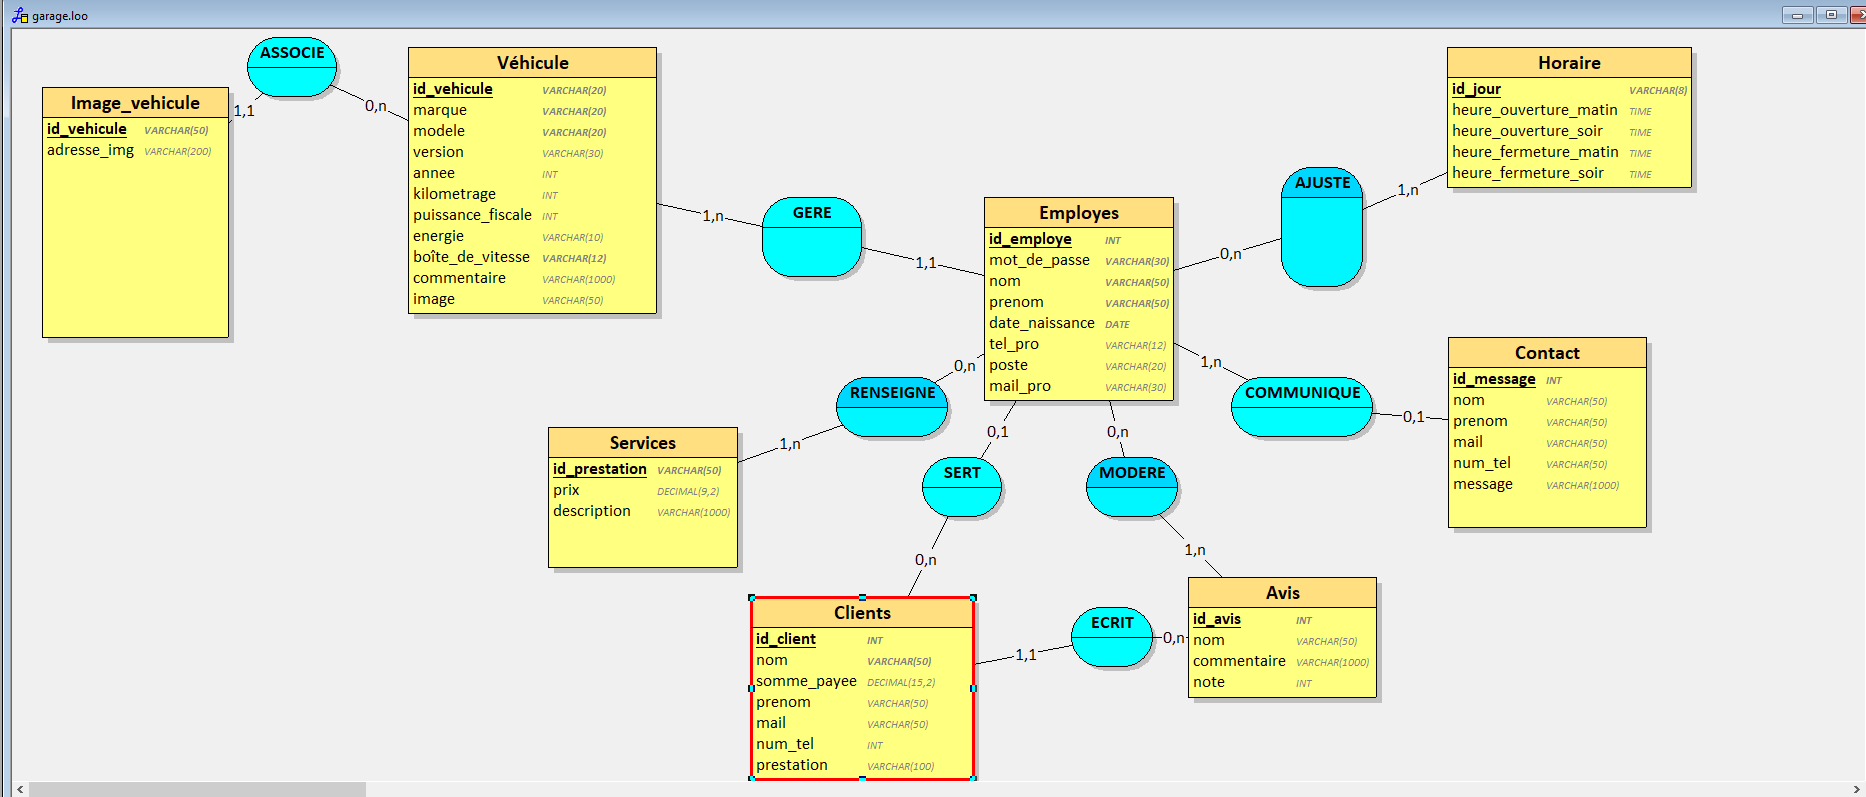 garage.loo
ASSOCIE
1,1
0,n
Image_vehicule
id_vehicule VARCHAR(50)
adresse_img VARCHAR(200)
Véhicule
id_vehicule VARCHAR(20)
marque VARCHAR(20)
modele VARCHAR(20)
version VARCHAR(30)
annee INT
kilometrage INT
puissance_fiscale INT
energie VARCHAR(10)
boîte_de_vitesse VARCHAR(12)
commentaire VARCHAR(1000)
image VARCHAR(50)
1,n
GERE
1,1
Employes
id_employe INT
mot_de_passe VARCHAR(30)
nom VARCHAR(50)
prenom VARCHAR(50)
date_naissance DATE
tel_pro VARCHAR(12)
poste VARCHAR(20)
mail_pro VARCHAR(30)
0,n
AJUSTE
1,n
Horaire
id_jour VARCHAR(8)
heure_ouverture_matin TIME
heure_ouverture_soir TIME
heure_fermeture_matin TIME
heure_fermeture_soir TIME
1,n
COMMUNIQUE
0,1
Contact
id_message INT
nom VARCHAR(50)
prenom VARCHAR(50)
mail VARCHAR(50)
num_tel VARCHAR(50)
message VARCHAR(1000)
0,n
RENSEIGNE
1,n
Services
id_prestation VARCHAR(50)
prix DECIMAL(9,2)
description VARCHAR(1000)
0,1
SERT
0,n
0,n
MODERE
1,n
Clients
id_client INT
nom VARCHAR(50)
somme_payee DECIMAL(15,2)
prenom VARCHAR(50)
mail VARCHAR(50)
num_tel INT
prestation VARCHAR(100)
1,1
ECRIT
0,n
Avis
id_avis INT
nom VARCHAR(50)
commentaire VARCHAR(1000)
note INT